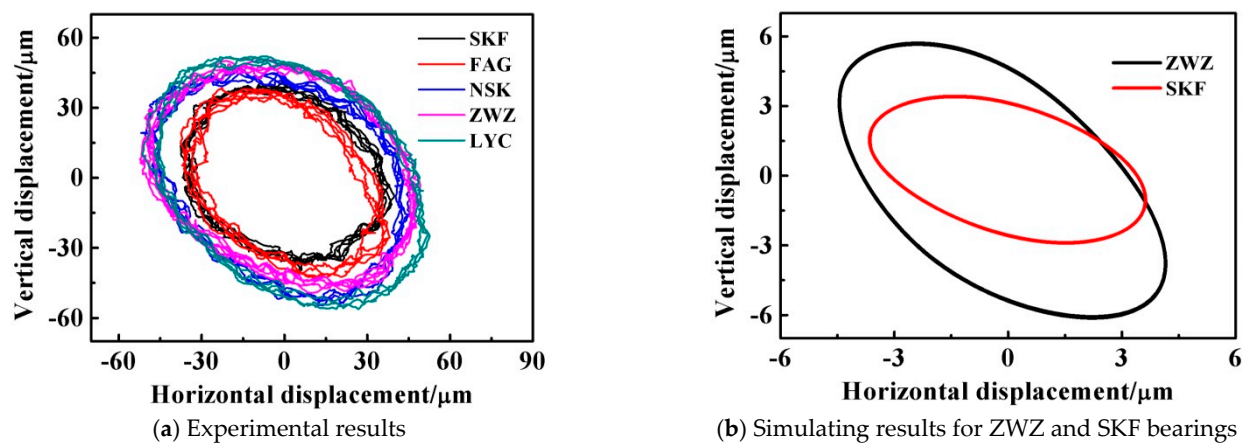 60
30
0
-30
-60
Vertical displacement/μm
-60 -30 0 30 60 90
Horizontal displacement/μm
SKF
FAG
NSK
ZWZ
LYC
(a) Experimental results
6
3
0
-3
-6
Vertical displacement/μm
-6 -3 0 3 6
Horizontal displacement/μm
ZWZ
SKF
(b) Simulating results for ZWZ and SKF bearings